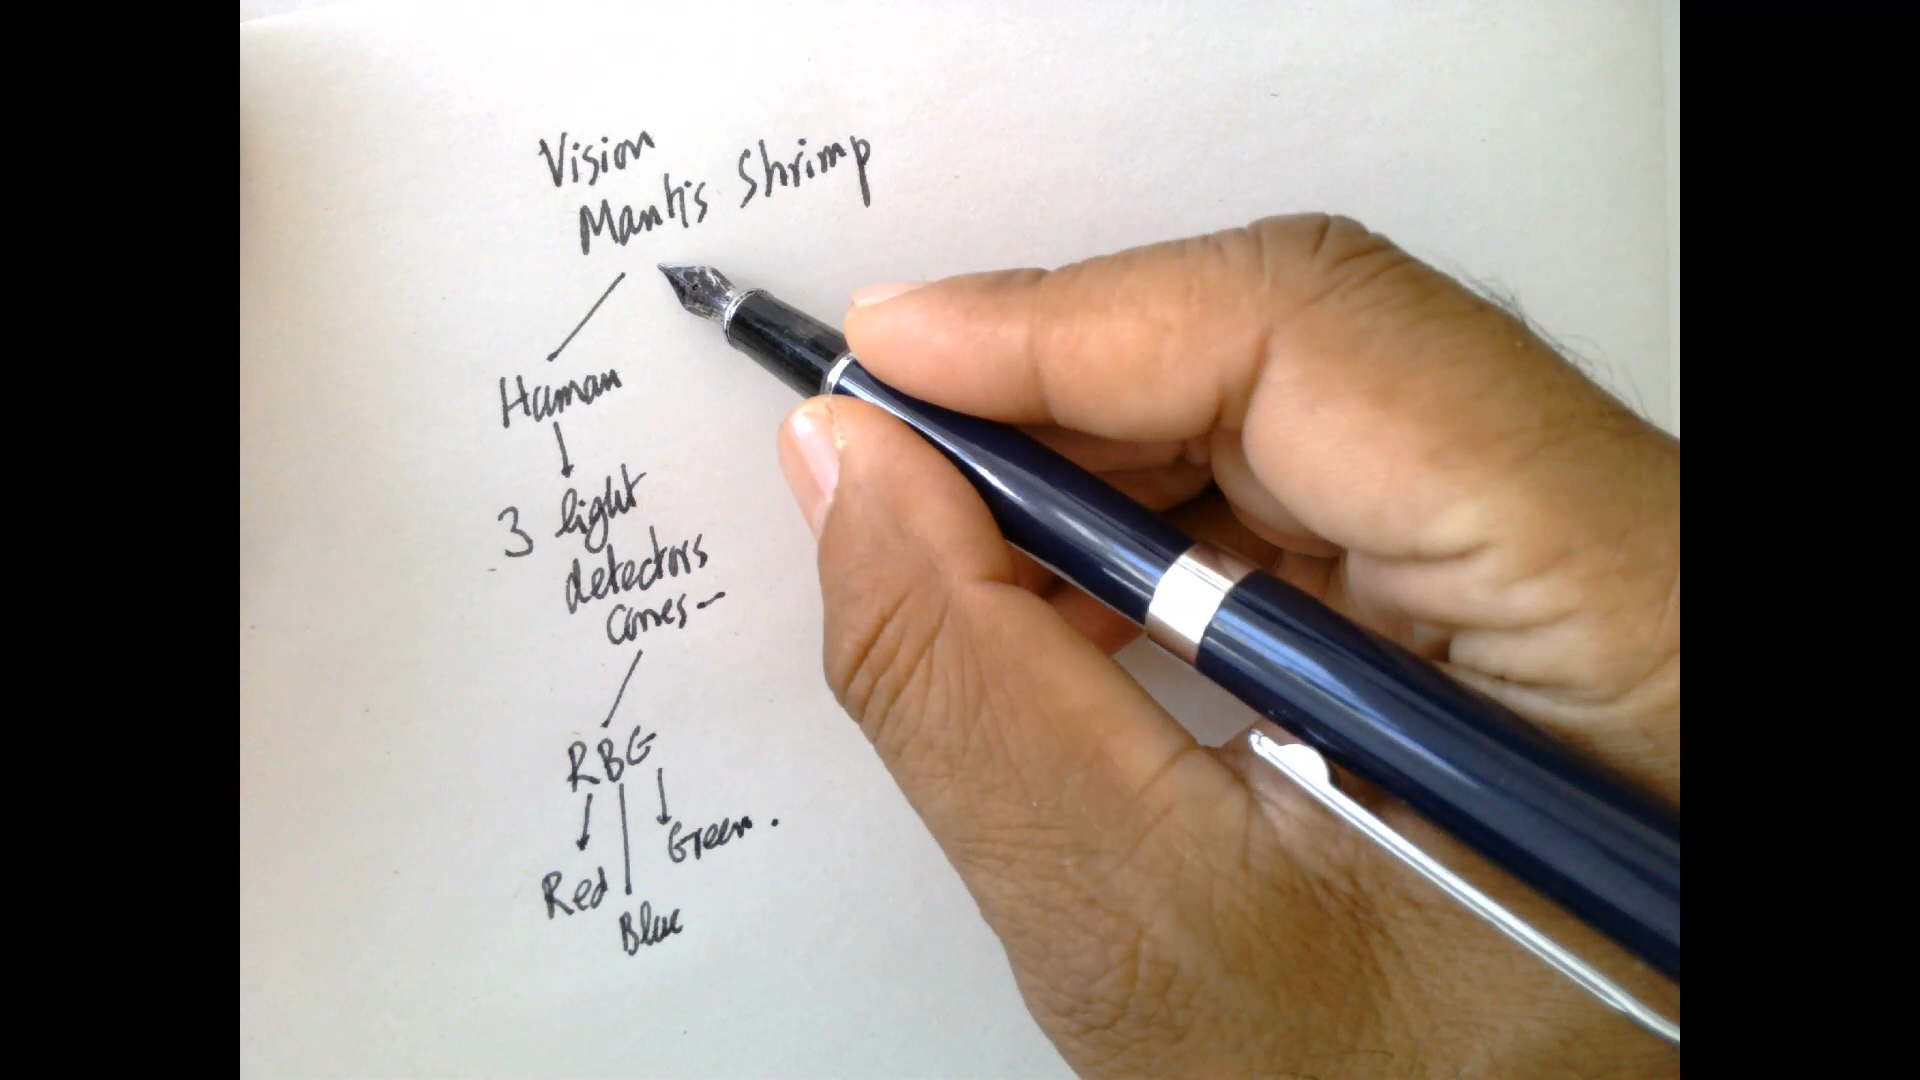 Vision
Mantis Shrimp
Human
3 light
detectors
cones -
RBG
Green.
Red
Blue